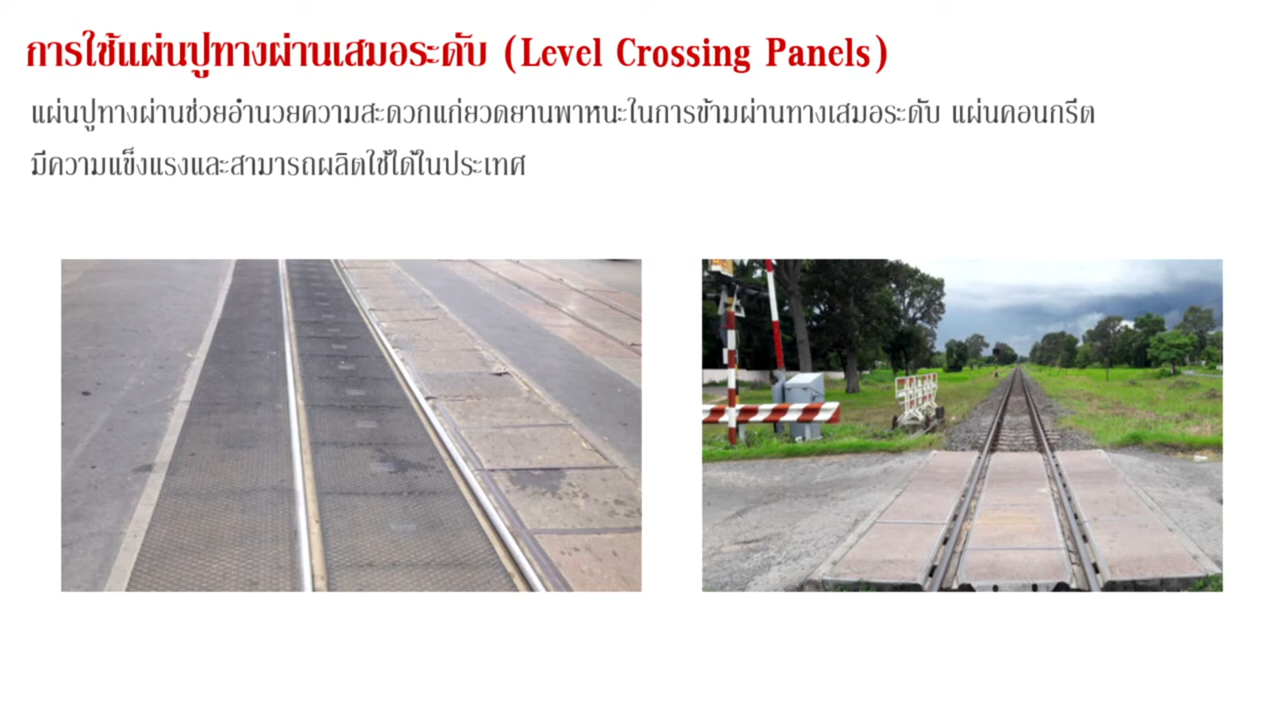 การใช้แผ่นปูทางผ่านเสมอระดับ (Level Crossing Panels)
แผ่นปูทางผ่านช่วยอำนวยความสะดวกแก่ยวดยานพาหนะในการข้ามผ่านทางเสมอระดับ แผ่นคอนกรีต
มีความแข็งแรงและสามารถผลิตใช้ได้ในประเทศ